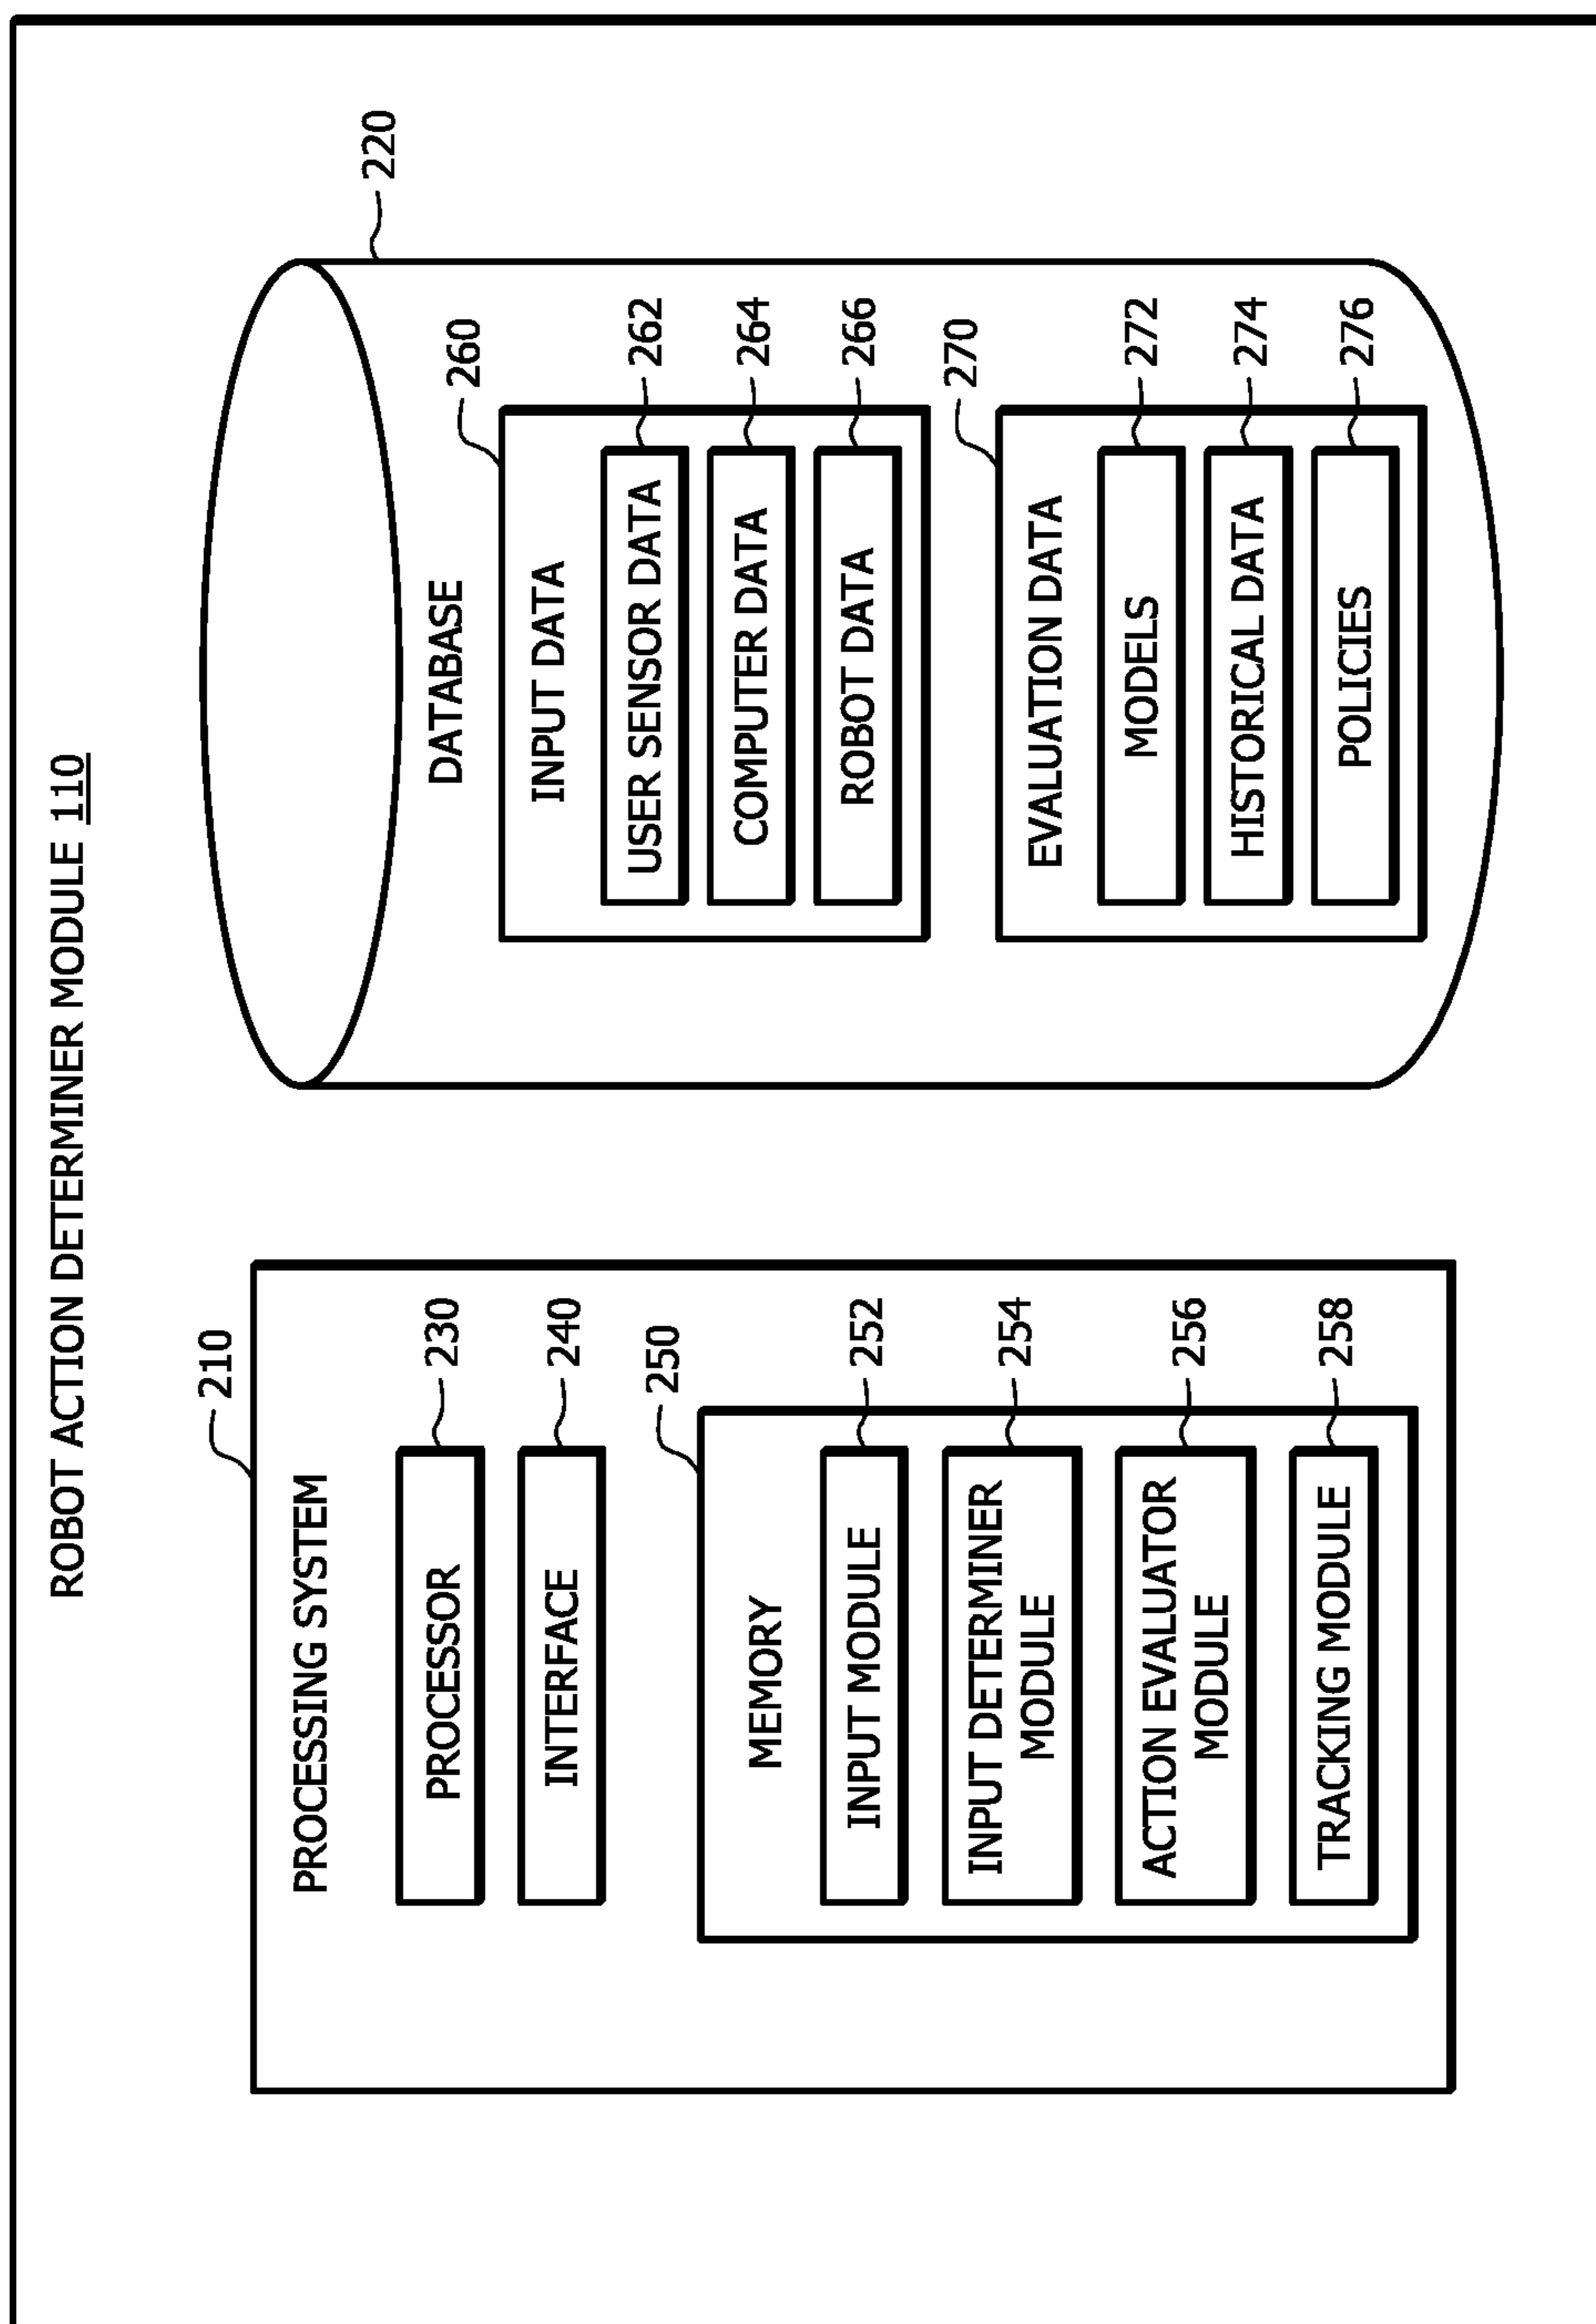 ROBOT ACTION DETERMINER MODULE 110
210
PROCESSING SYSTEM
PROCESSOR
230
INTERFACE
240
250
MEMORY
INPUT MODULE
252
INPUT DETERMINER
MODULE
254
ACTION EVALUATOR
MODULE
256
TRACKING MODULE
258
220
DATABASE
260
INPUT DATA
USER SENSOR DATA
262
COMPUTER DATA
264
ROBOT DATA
266
270
EVALUATION DATA
MODELS
272
HISTORICAL DATA
274
POLICIES
276